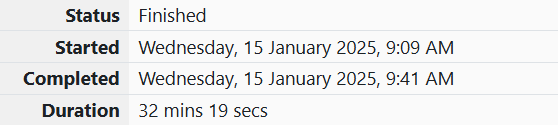 Status Finished
Started Wednesday, 15 January 2025, 9:09 AM
Completed Wednesday, 15 January 2025, 9:41 AM
Duration 32 mins 19 secs